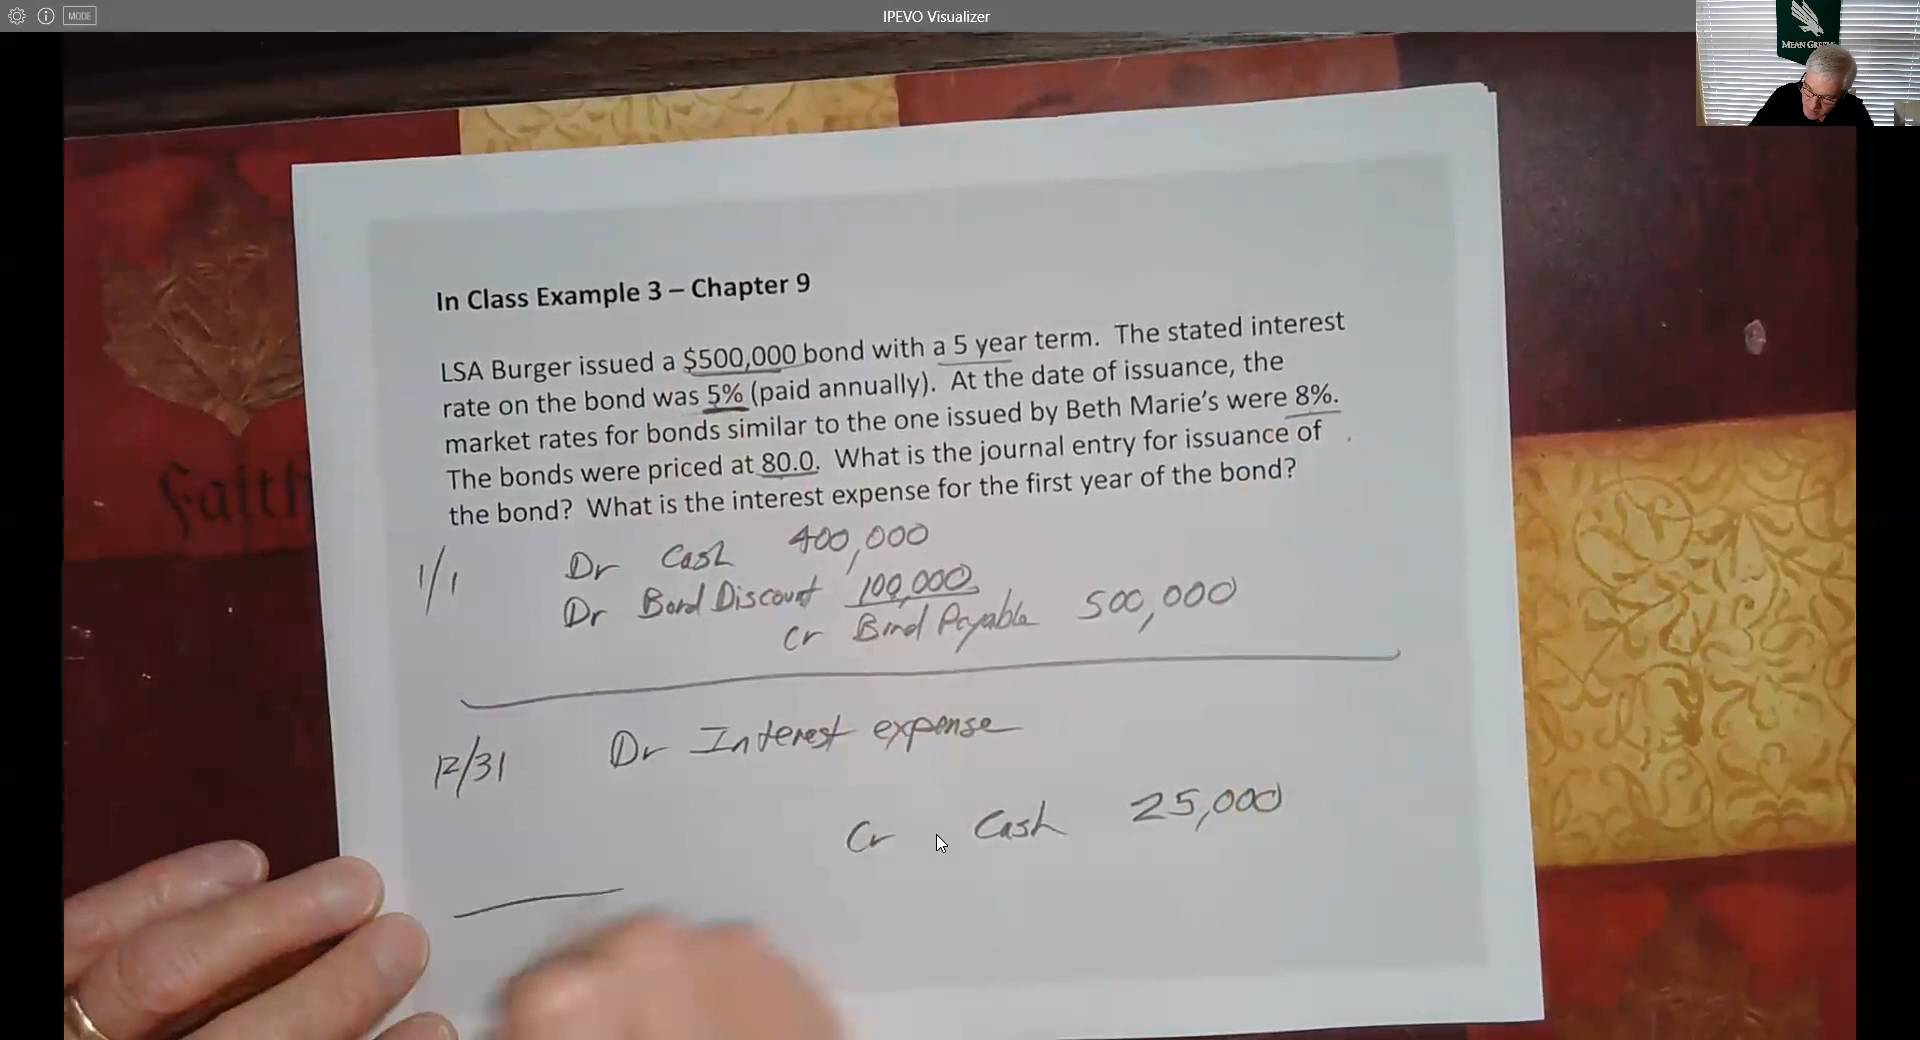 MODE
IPEVO Visualizer
MEAN GREEN
In Class Example 3 – Chapter 9
LSA Burger issued a $500,000 bond with a 5 year term. The stated interest
rate on the bond was 5% (paid annually). At the date of issuance, the
market rates for bonds similar to the one issued by Beth Marie's were 8%.
The bonds were priced at 80.0. What is the journal entry for issuance of
the bond? What is the interest expense for the first year of the bond?
Faith
1/1 Dr Cash 400,000
Dr Bond Discount 100,000
Cr Bond Payable 500,000
12/31 Dr Interest expense
Cr Cash 25,000